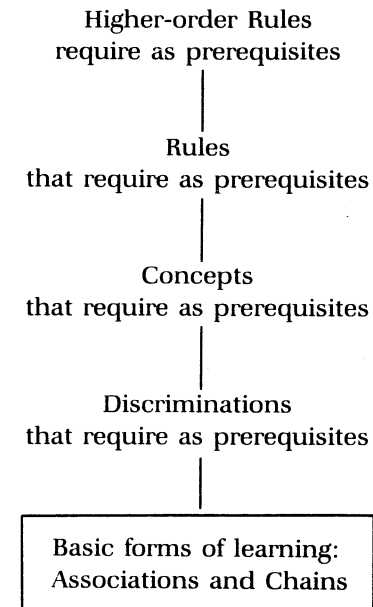 Higher-order Rules
require as prerequisites
Rules
that require as prerequisites
Concepts
that require as prerequisites
Discriminations
that require as prerequisites
Basic forms of learning:
Associations and Chains